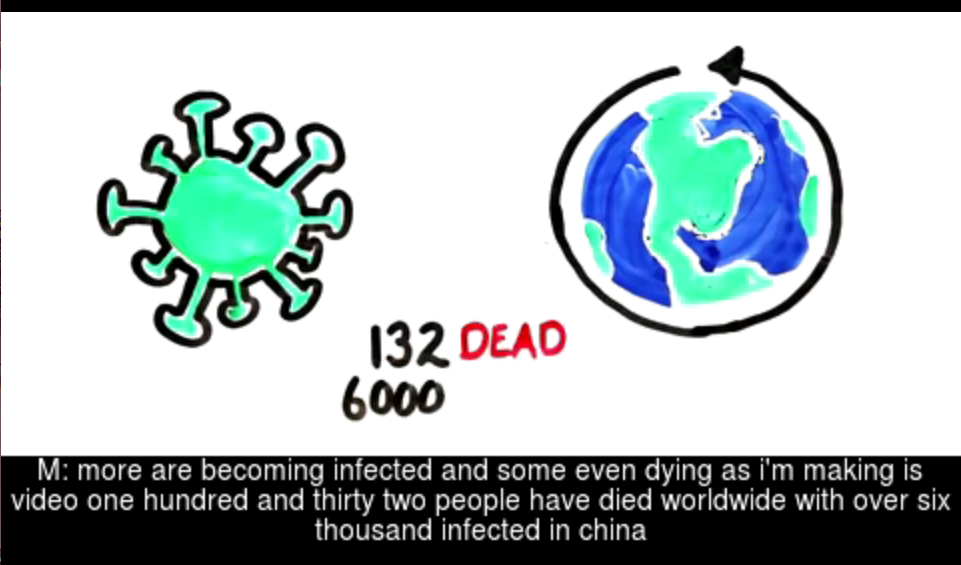 132 DEAD
6000
M: more are becoming infected and some even dying as i'm making is
video one hundred and thirty two people have died worldwide with over six
thousand infected in china